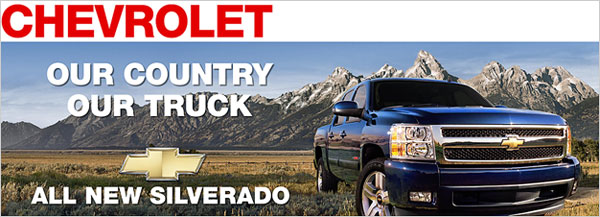 CHEVROLET
OUR COUNTRY
OUR TRUCK
ALL NEW SILVERADO